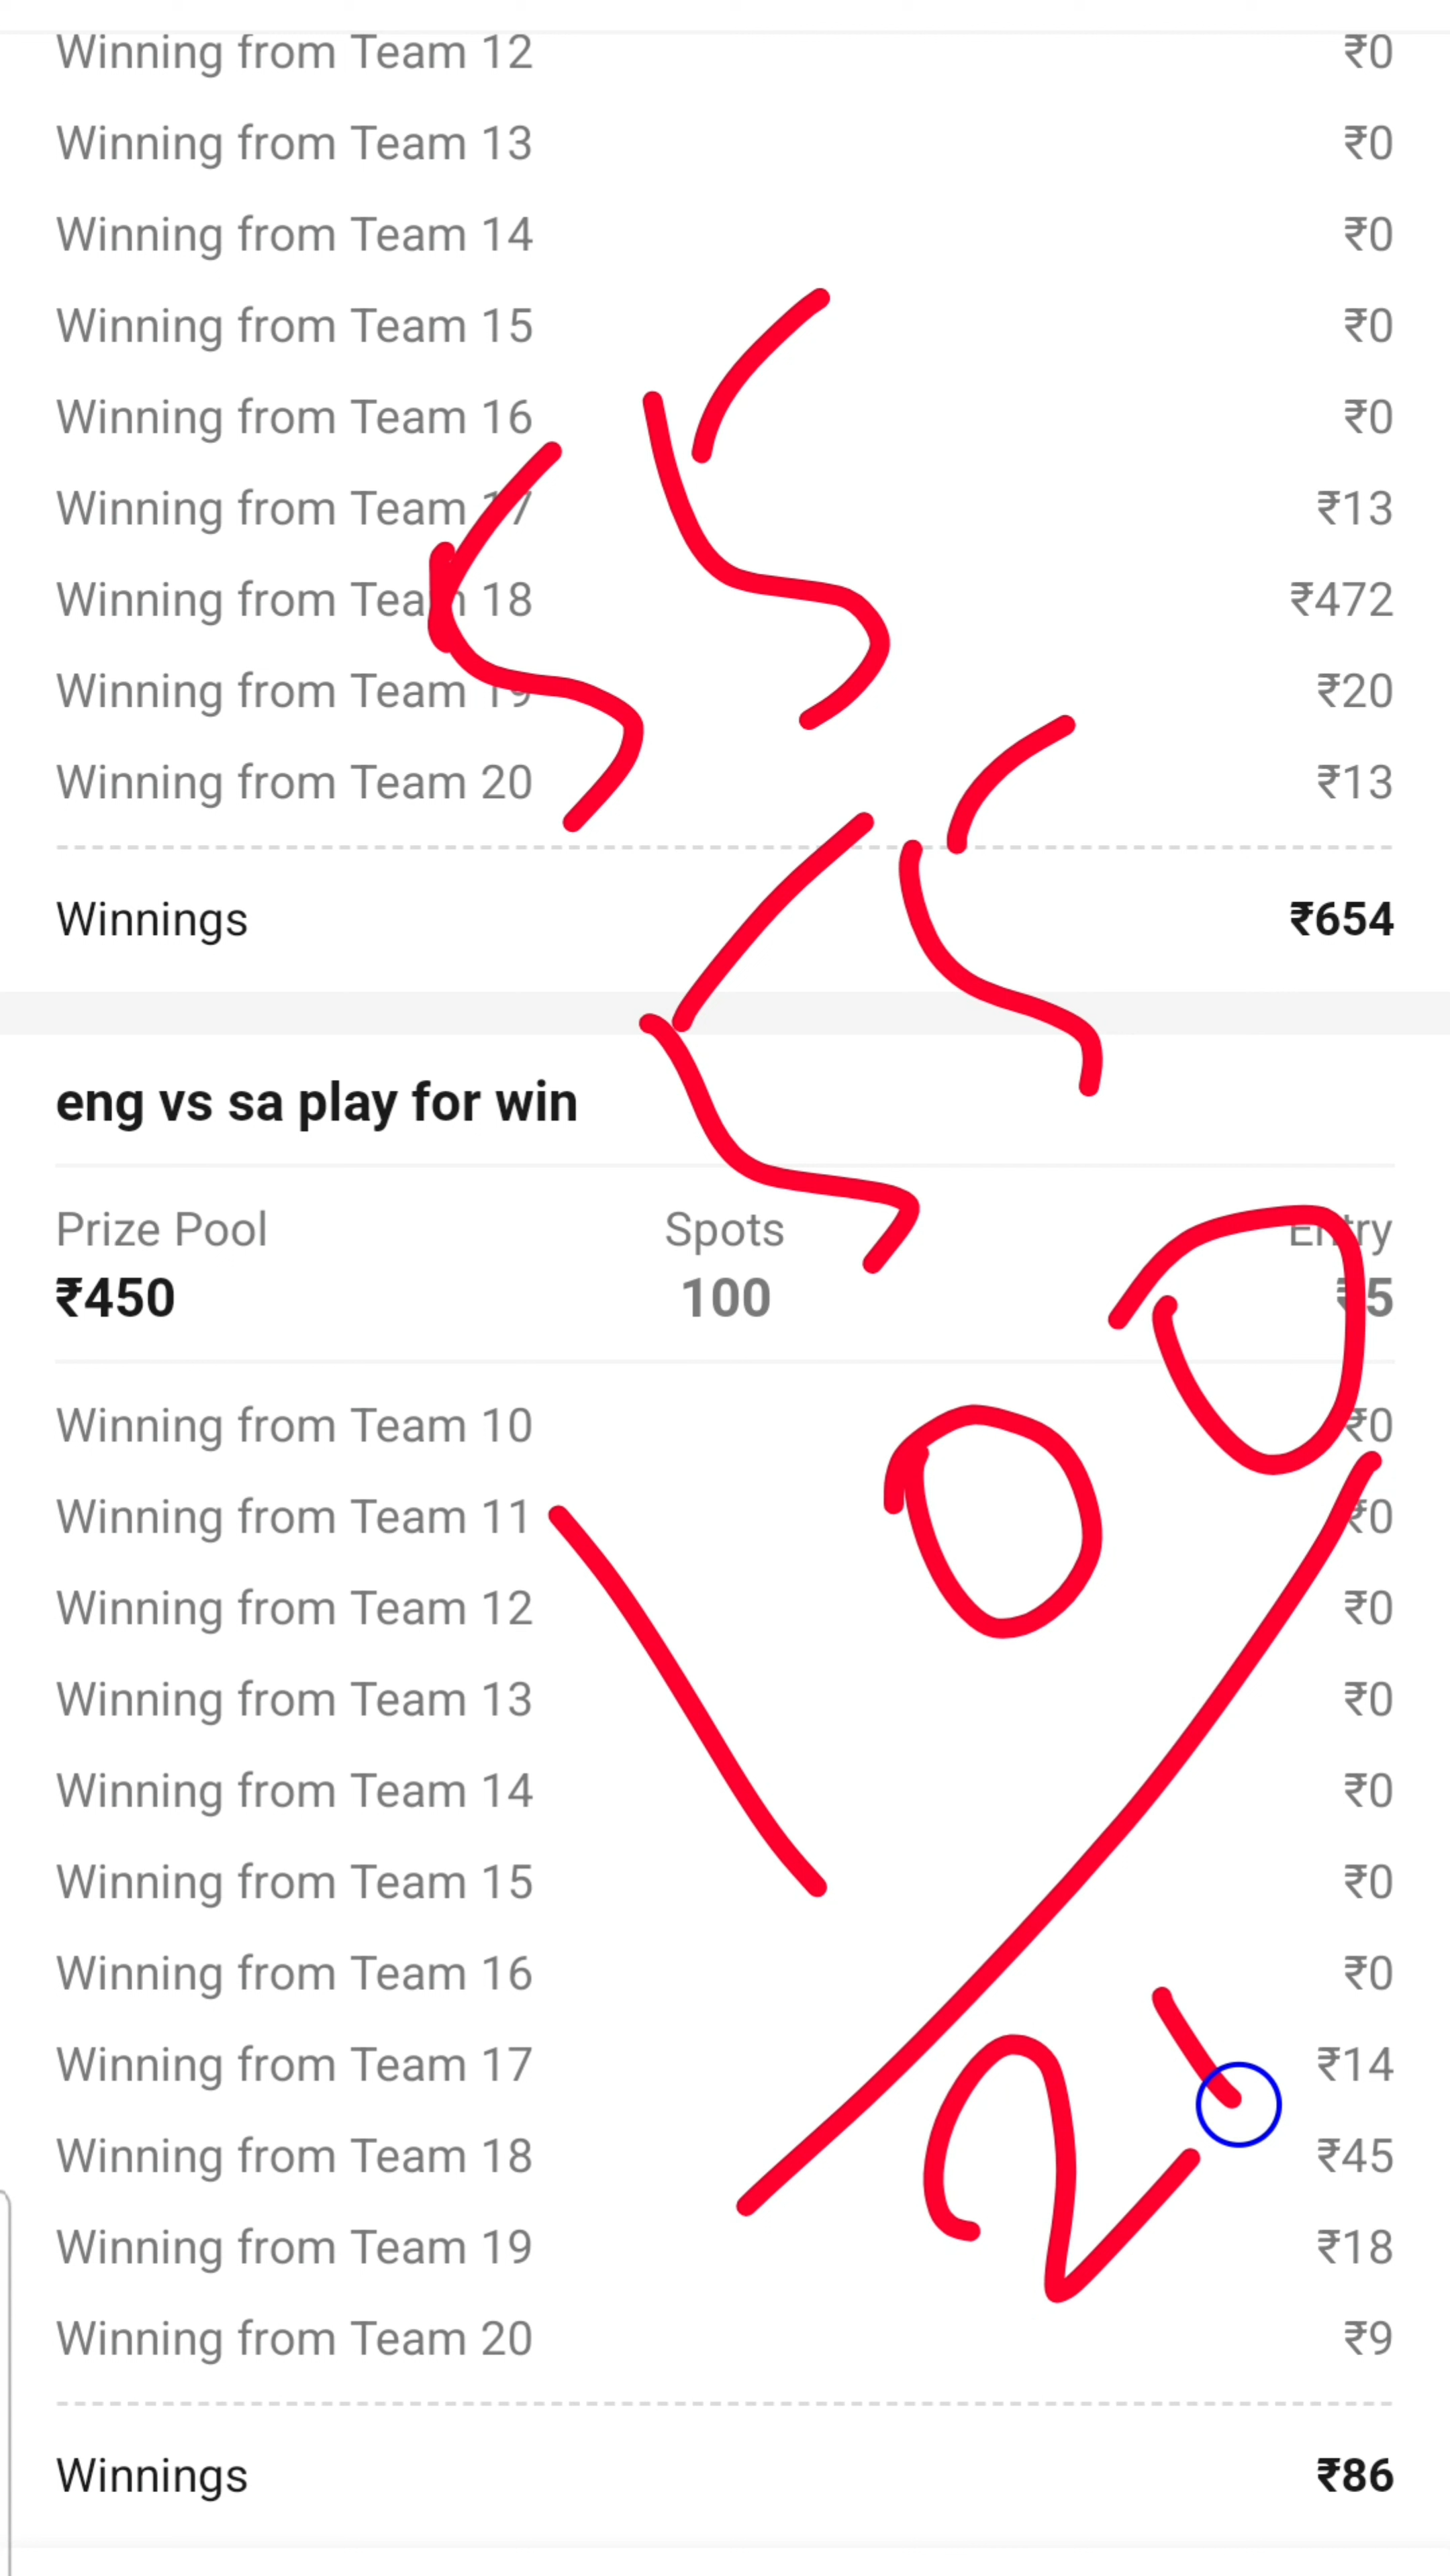 Winning from Team 12 ₹0
Winning from Team 13 ₹0
Winning from Team 14 ₹0
Winning from Team 15 ₹0
Winning from Team 16 ₹0
Winning from Team 17 ₹13
Winning from Team 18 ₹472
Winning from Team 19 ₹20
Winning from Team 20 ₹13
Winnings ₹654
eng vs sa play for win
Prize Pool Spots Entry
₹450 100 ₹5
Winning from Team 10 ₹0
Winning from Team 11 ₹0
Winning from Team 12 ₹0
Winning from Team 13 ₹0
Winning from Team 14 ₹0
Winning from Team 15 ₹0
Winning from Team 16 ₹0
Winning from Team 17 ₹14
Winning from Team 18 ₹45
Winning from Team 19 ₹18
Winning from Team 20 ₹9
Winnings ₹86